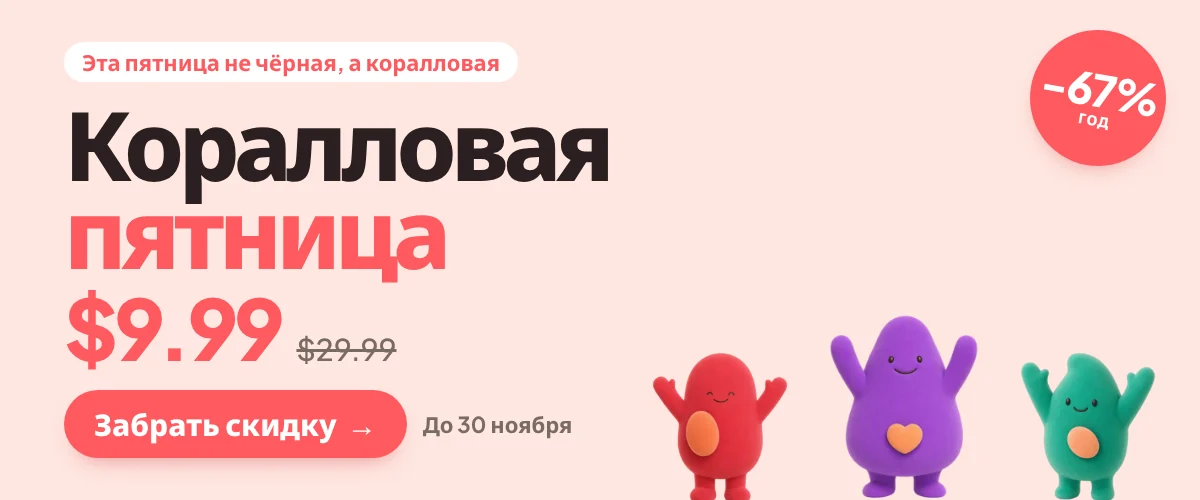 Эта пятница не чёрная, а коралловая
Коралловая
пятница
$9.99 $29.99
Забрать скидку →
До 30 ноября
−67%
год